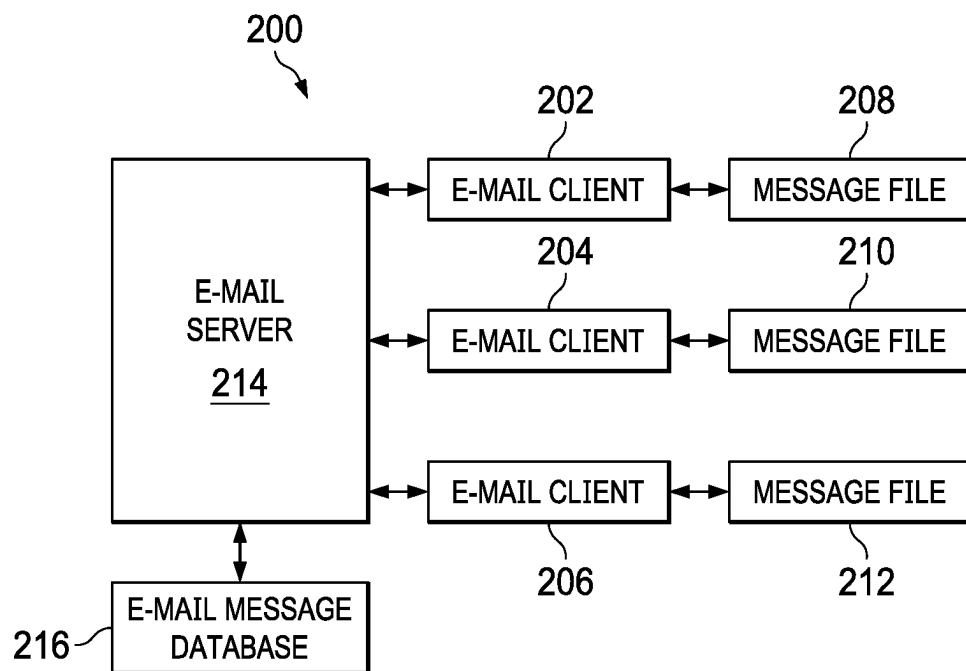 200
202
208
E-MAIL CLIENT
MESSAGE FILE
204
210
E-MAIL
SERVER
214
E-MAIL CLIENT
MESSAGE FILE
E-MAIL CLIENT
MESSAGE FILE
206
212
216
E-MAIL MESSAGE
DATABASE